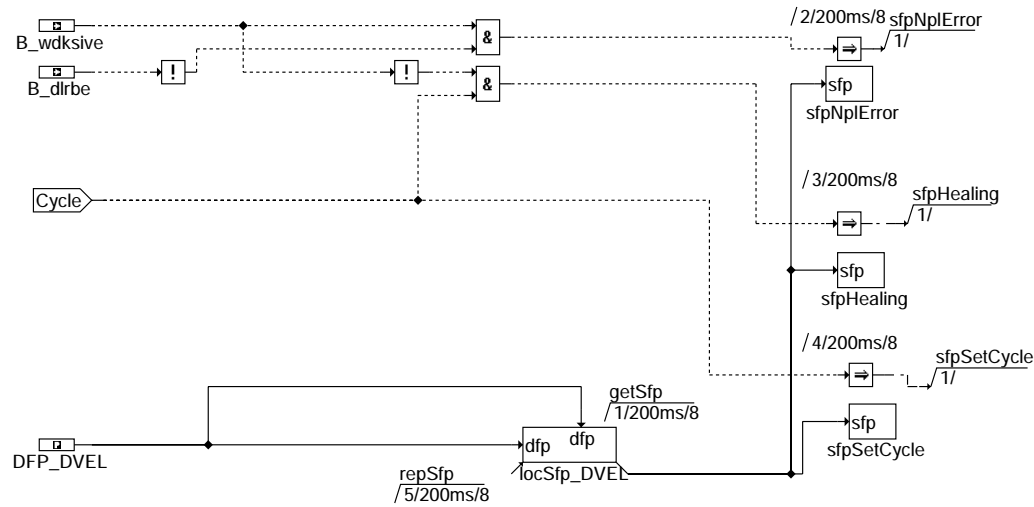 /2/200ms/8 sfpNplError
1/
B_wdksive
&
⇒
! ! &
B_dlrbe
sfp
sfpNplError
/3/200ms/8
Cycle
sfpHealing
1/
⇒
sfp
sfpHealing
/4/200ms/8
sfpSetCycle
1/
⇒
getSfp
/1/200ms/8
sfp
sfpSetCycle
dfp dfp
DFP_DVEL
locSfp_DVEL
repSfp
/5/200ms/8